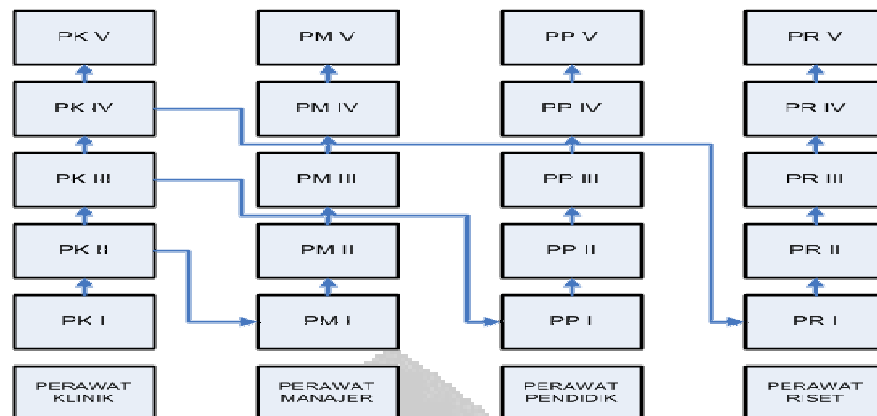 PK V
PM V
PP V
PR V
PK IV
PM IV
PP IV
PR IV
PK III
PM III
PP III
PR III
PK II
PM II
PP II
PR II
PK I
PM I
PP I
PR I
PERAWAT
KLINIK
PERAWAT
MANAJER
PERAWAT
PENDIDIK
PERAWAT
RISET